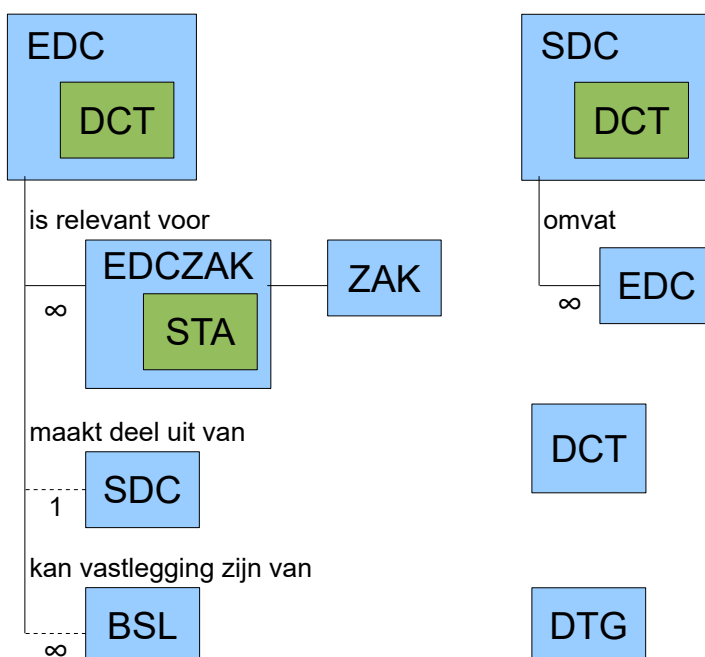 EDC
DCT
is relevant voor
EDCZAK
ZAK
∞
STA
maakt deel uit van
SDC
1
kan vastlegging zijn van
BSL
∞
SDC
DCT
omvat
EDC
∞
DCT
DTG